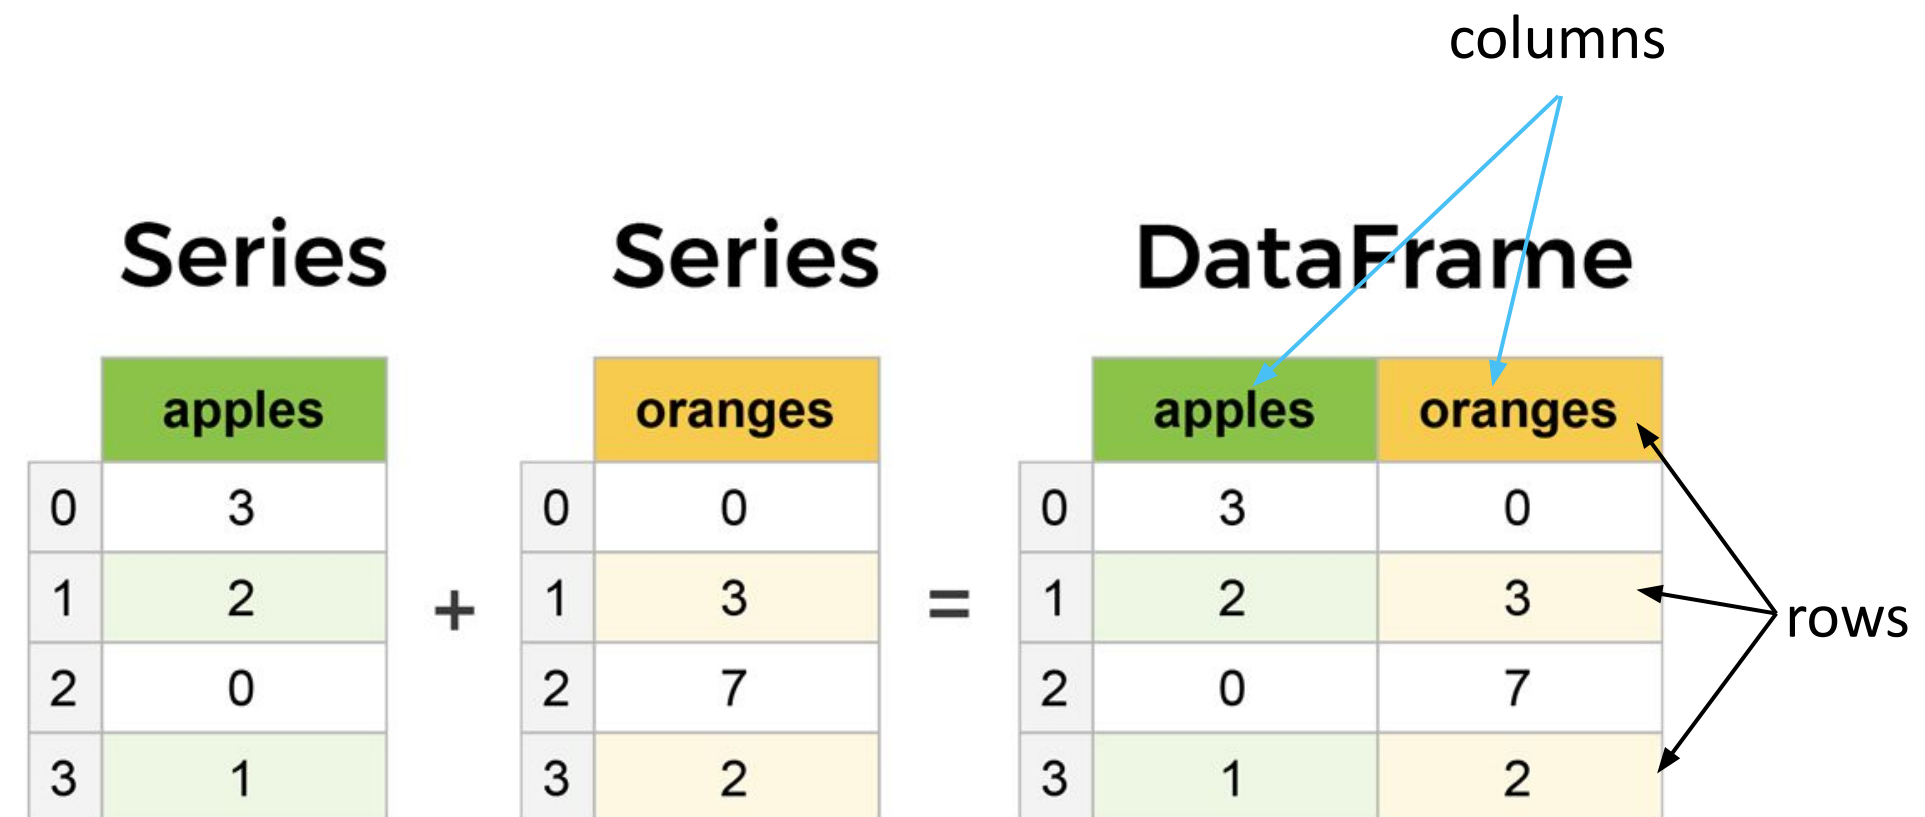 columns
Series Series DataFrame
apples oranges apples oranges
0 3 0 0 0 3 0
1 2 + 1 3 = 1 2 3
rows
2 0 2 7 2 0 7
3 1 3 2 3 1 2